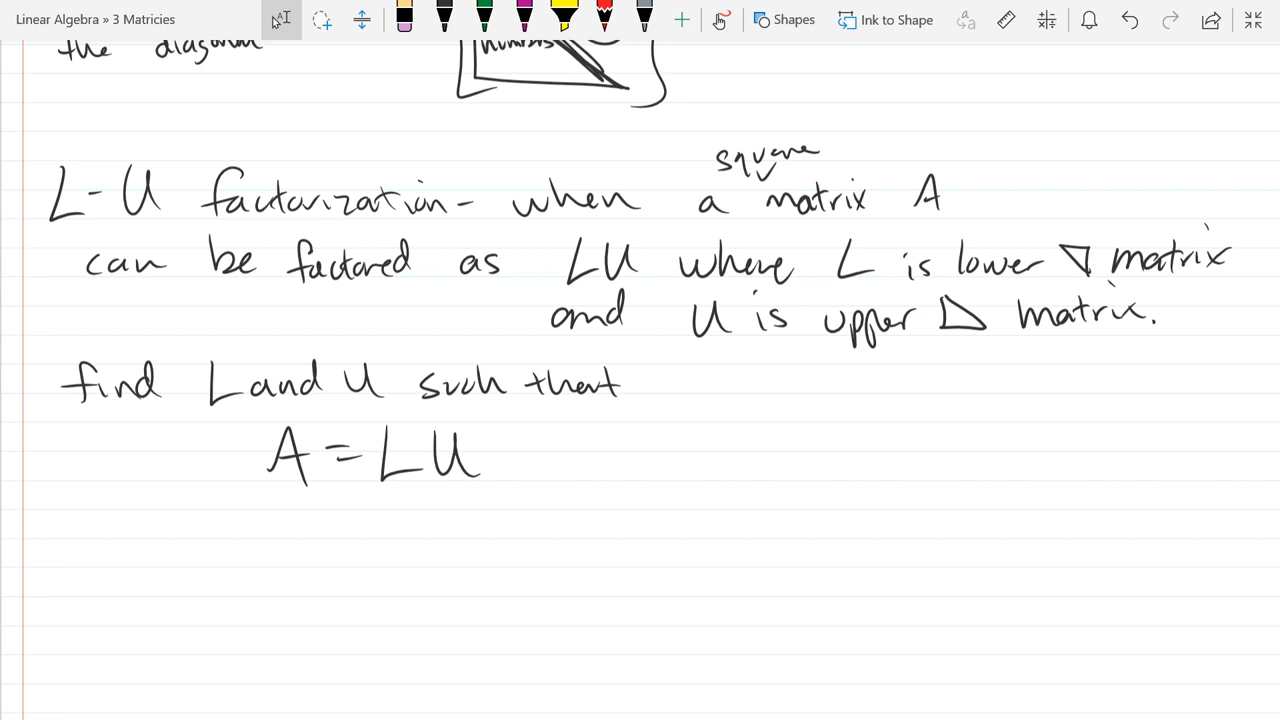 Linear Algebra » 3 Matricies
Shapes
Ink to Shape
the diagonal
numbers
square
L-U factorization - when a matrix A
can be factored as LU where L is lower ▽ matrix
and U is upper △ matrix.
find L and U such that
A = LU